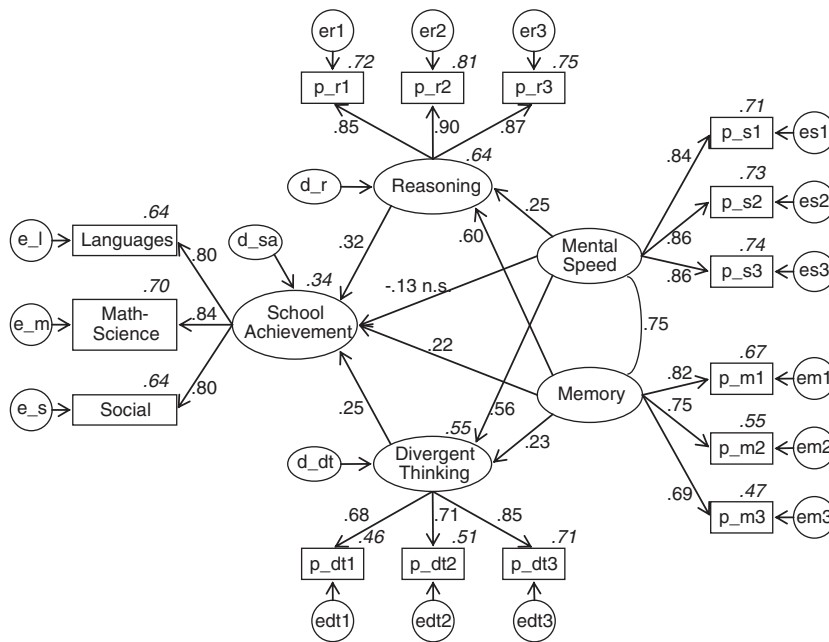 er1 er2 er3
.72 .81 .75
p_r1 p_r2 p_r3
.85 .90 .87
.71
p_s1 es1
.64
d_r Reasoning
.84
.73
p_s2 es2
.25
.64
e_l Languages
.80
d_sa
.32
.60
Mental
Speed
.86
.74
p_s3 es3
.86
.34
-.13 n.s.
.70
e_m Math-
Science
.84
School
Achievement
.75
.22
.67
p_m1 em1
.82
.64
e_s Social
.80
Memory
.75
.25
.56
.55
p_m2 em2
.55
.23
d_dt Divergent
Thinking
.69
.47
p_m3 em3
.68 .71 .85
.46 .51 .71
p_dt1 p_dt2 p_dt3
edt1 edt2 edt3